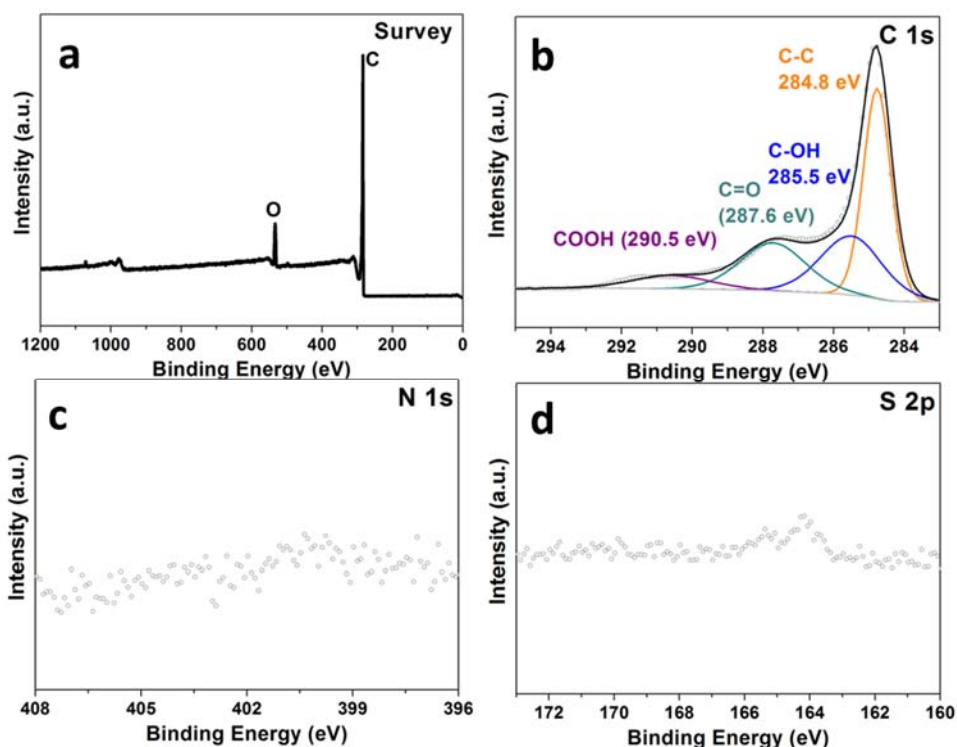 a
Survey
C
O
Intensity (a.u.)
1200 1000 800 600 400 200 0
Binding Energy (eV)
b
C 1s
C-C
284.8 eV
C-OH
285.5 eV
C=O
(287.6 eV)
COOH (290.5 eV)
Intensity (a.u.)
294 292 290 288 286 284
Binding Energy (eV)
c
N 1s
Intensity (a.u.)
408 405 402 399 396
Binding Energy (eV)
d
S 2p
Intensity (a.u.)
172 170 168 166 164 162 160
Binding Energy (eV)